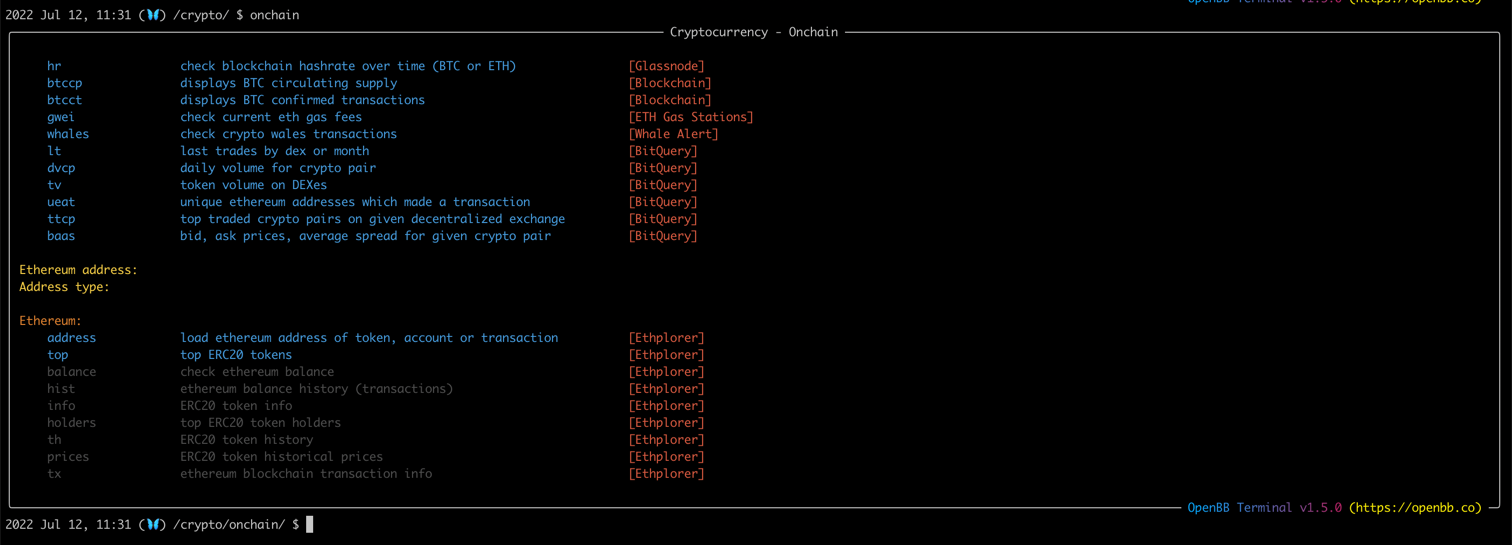 OpenBB Terminal v1.5.0 (https://openbb.co)
2022 Jul 12, 11:31 (🦋) /crypto/ $ onchain
Cryptocurrency - Onchain
hr check blockchain hashrate over time (BTC or ETH) [Glassnode]
btccp displays BTC circulating supply [Blockchain]
btcct displays BTC confirmed transactions [Blockchain]
gwei check current eth gas fees [ETH Gas Stations]
whales check crypto wales transactions [Whale Alert]
lt last trades by dex or month [BitQuery]
dvcp daily volume for crypto pair [BitQuery]
tv token volume on DEXes [BitQuery]
ueat unique ethereum addresses which made a transaction [BitQuery]
ttcp top traded crypto pairs on given decentralized exchange [BitQuery]
baas bid, ask prices, average spread for given crypto pair [BitQuery]
Ethereum address:
Address type:
Ethereum:
address load ethereum address of token, account or transaction [Ethplorer]
top top ERC20 tokens [Ethplorer]
balance check ethereum balance [Ethplorer]
hist ethereum balance history (transactions) [Ethplorer]
info ERC20 token info [Ethplorer]
holders top ERC20 token holders [Ethplorer]
th ERC20 token history [Ethplorer]
prices ERC20 token historical prices [Ethplorer]
tx ethereum blockchain transaction info [Ethplorer]
OpenBB Terminal v1.5.0 (https://openbb.co)
2022 Jul 12, 11:31 (🦋) /crypto/onchain/ $